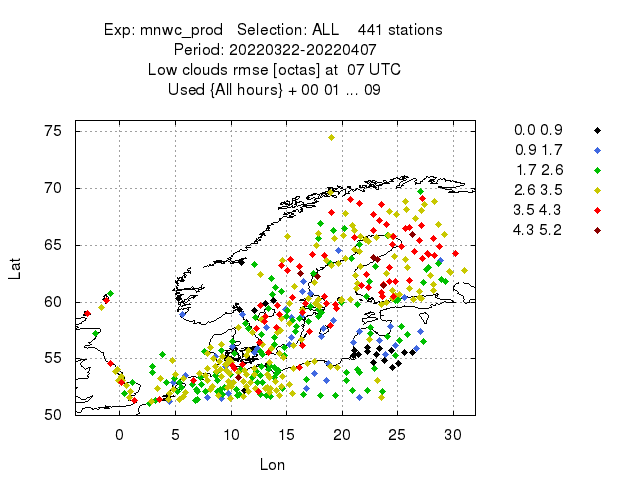 Exp: mnwc_prod Selection: ALL 441 stations
Period: 20220322-20220407
Low clouds rmse [octas] at 07 UTC
Used {All hours} + 00 01 ... 09
0.0 0.9
0.9 1.7
1.7 2.6
2.6 3.5
3.5 4.3
4.3 5.2
75
70
65
60
55
50
Lat
0 5 10 15 20 25 30
Lon